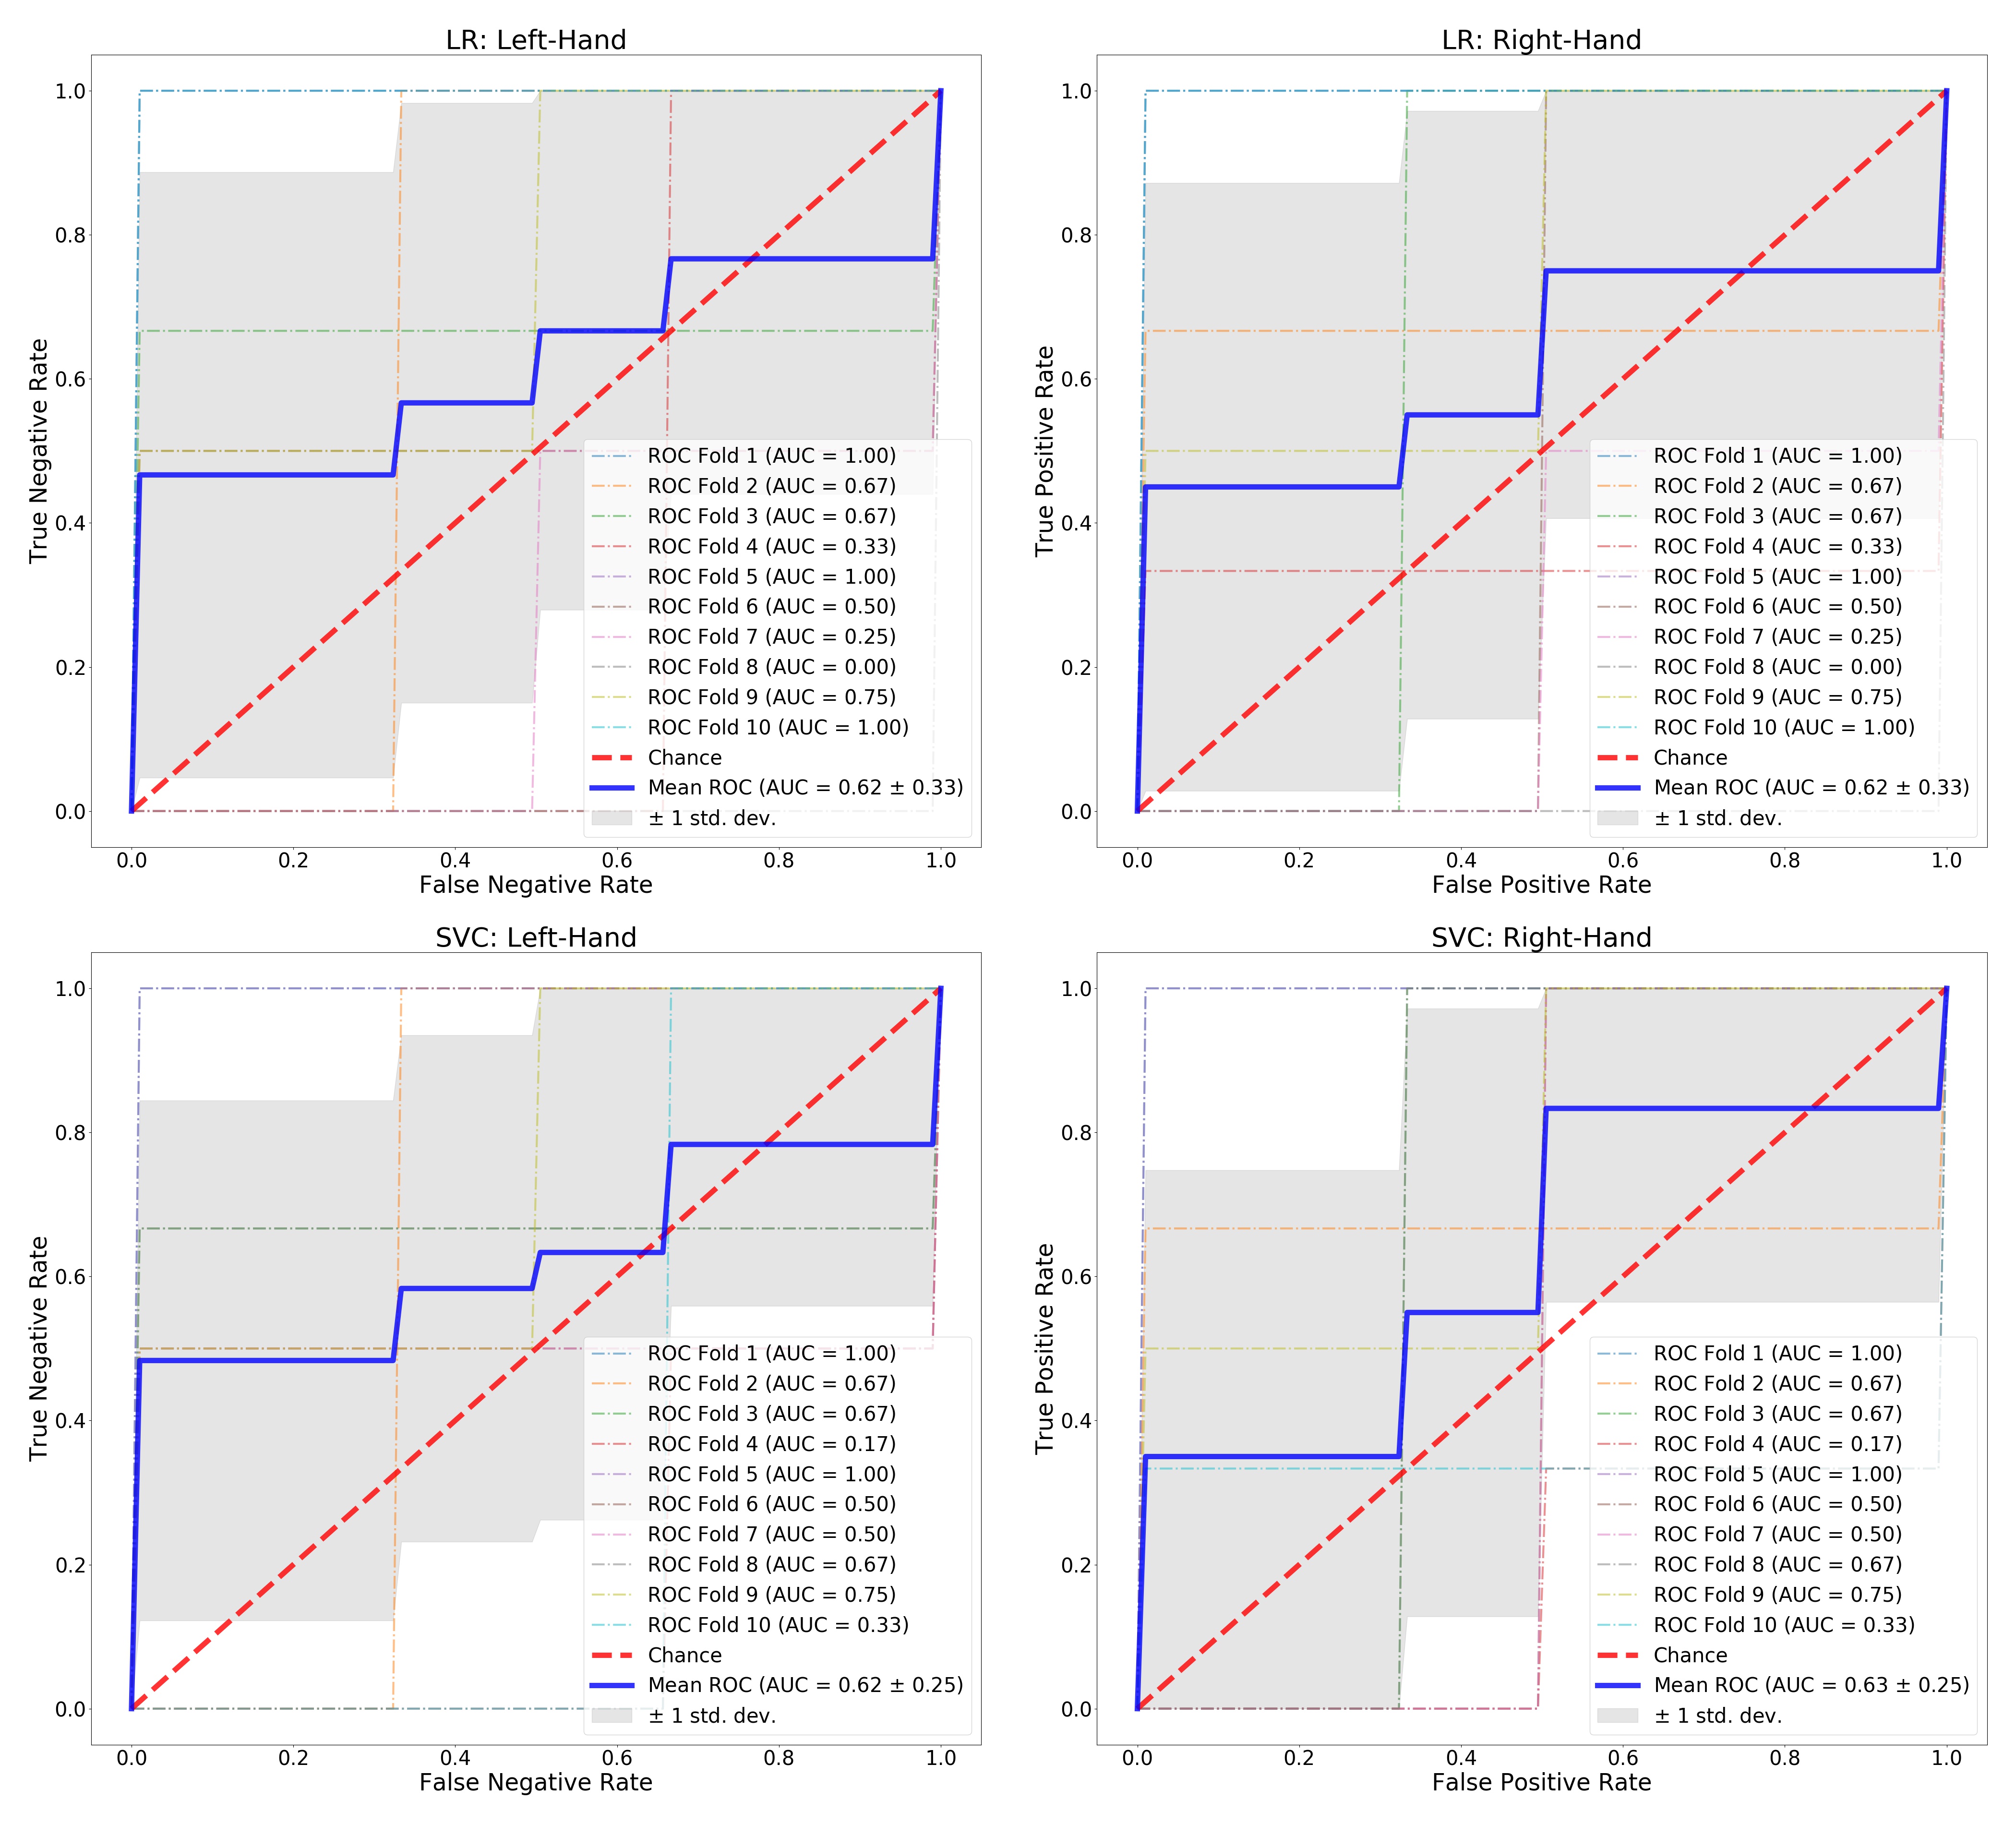 LR: Left-Hand
True Negative Rate
1.0
0.8
0.6
0.4
0.2
0.0
ROC Fold 1 (AUC = 1.00)
ROC Fold 2 (AUC = 0.67)
ROC Fold 3 (AUC = 0.67)
ROC Fold 4 (AUC = 0.33)
ROC Fold 5 (AUC = 1.00)
ROC Fold 6 (AUC = 0.50)
ROC Fold 7 (AUC = 0.25)
ROC Fold 8 (AUC = 0.00)
ROC Fold 9 (AUC = 0.75)
ROC Fold 10 (AUC = 1.00)
Chance
Mean ROC (AUC = 0.62 ± 0.33)
± 1 std. dev.
0.0 0.2 0.4 0.6 0.8 1.0
False Negative Rate
LR: Right-Hand
True Positive Rate
1.0
0.8
0.6
0.4
0.2
0.0
ROC Fold 1 (AUC = 1.00)
ROC Fold 2 (AUC = 0.67)
ROC Fold 3 (AUC = 0.67)
ROC Fold 4 (AUC = 0.33)
ROC Fold 5 (AUC = 1.00)
ROC Fold 6 (AUC = 0.50)
ROC Fold 7 (AUC = 0.25)
ROC Fold 8 (AUC = 0.00)
ROC Fold 9 (AUC = 0.75)
ROC Fold 10 (AUC = 1.00)
Chance
Mean ROC (AUC = 0.62 ± 0.33)
± 1 std. dev.
0.0 0.2 0.4 0.6 0.8 1.0
False Positive Rate
SVC: Left-Hand
True Negative Rate
1.0
0.8
0.6
0.4
0.2
0.0
ROC Fold 1 (AUC = 1.00)
ROC Fold 2 (AUC = 0.67)
ROC Fold 3 (AUC = 0.67)
ROC Fold 4 (AUC = 0.17)
ROC Fold 5 (AUC = 1.00)
ROC Fold 6 (AUC = 0.50)
ROC Fold 7 (AUC = 0.50)
ROC Fold 8 (AUC = 0.67)
ROC Fold 9 (AUC = 0.75)
ROC Fold 10 (AUC = 0.33)
Chance
Mean ROC (AUC = 0.62 ± 0.25)
± 1 std. dev.
0.0 0.2 0.4 0.6 0.8 1.0
False Negative Rate
SVC: Right-Hand
True Positive Rate
1.0
0.8
0.6
0.4
0.2
0.0
ROC Fold 1 (AUC = 1.00)
ROC Fold 2 (AUC = 0.67)
ROC Fold 3 (AUC = 0.67)
ROC Fold 4 (AUC = 0.17)
ROC Fold 5 (AUC = 1.00)
ROC Fold 6 (AUC = 0.50)
ROC Fold 7 (AUC = 0.50)
ROC Fold 8 (AUC = 0.67)
ROC Fold 9 (AUC = 0.75)
ROC Fold 10 (AUC = 0.33)
Chance
Mean ROC (AUC = 0.63 ± 0.25)
± 1 std. dev.
0.0 0.2 0.4 0.6 0.8 1.0
False Positive Rate